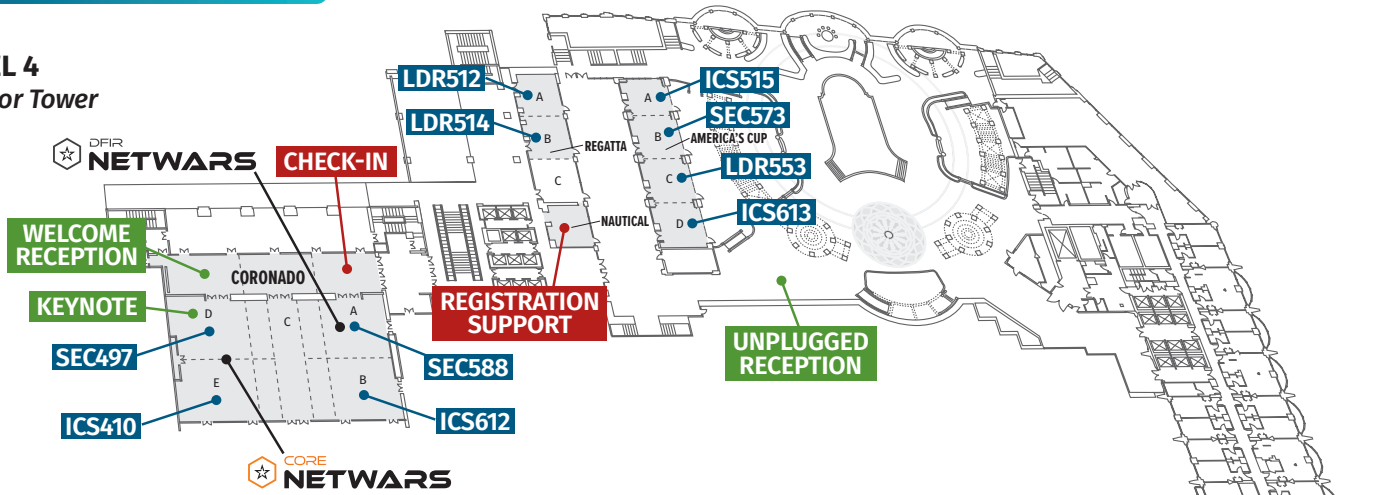 EL 4
or Tower
DFIR
NETWARS
CHECK-IN
WELCOME
RECEPTION
KEYNOTE
SEC497
ICS410
CORONADO
D
C
A
E
B
SEC588
ICS612
CORE
NETWARS
LDR512
LDR514
A
B
REGATTA
C
NAUTICAL
REGISTRATION
SUPPORT
A
B
AMERICA'S CUP
C
D
ICS515
SEC573
LDR553
ICS613
UNPLUGGED
RECEPTION